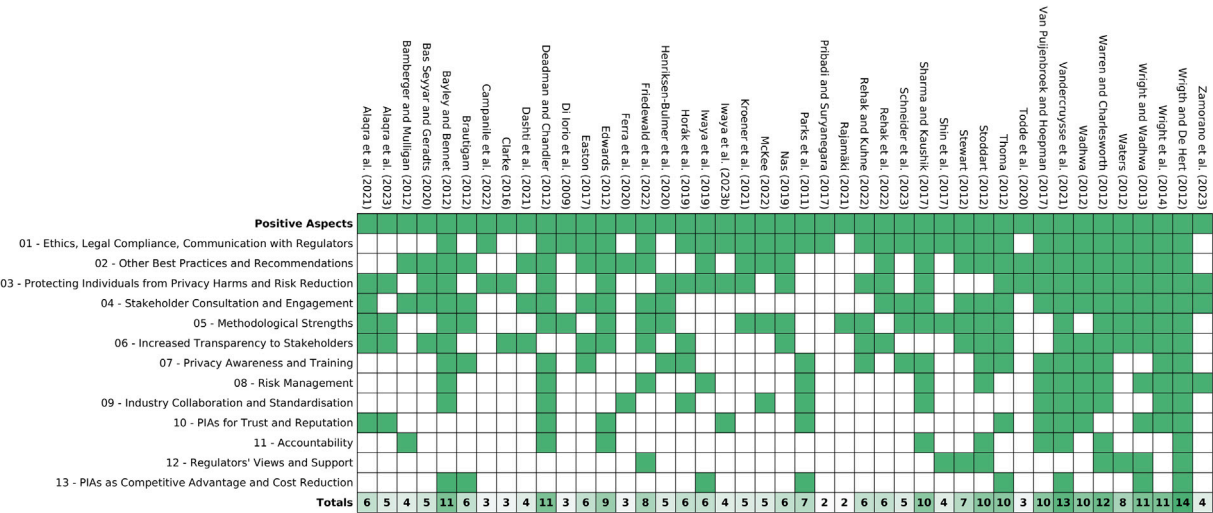 Alaqra et al. (2021)
Alaqra et al. (2023)
Bamberger and Mulligan (2012)
Bas Seyyar and Geradts (2020)
Bayley and Bennet (2012)
Brautigam (2012)
Campanile et al. (2022)
Clarke (2016)
Dashti et al. (2021)
Deadman and Chandler (2012)
Di Iorio et al. (2009)
Easton (2017)
Edwards (2012)
Ferra et al. (2020)
Friedewald et al. (2022)
Henriksen-Bulmer et al. (2020)
Horák et al. (2019)
Iwaya et al. (2019)
Iwaya et al. (2023b)
Kroener et al. (2021)
McKee (2022)
Nas (2019)
Parks et al. (2011)
Pribadi and Suryanegara (2017)
Rajamäki (2021)
Rehak and Kuhne (2022)
Rehak et al. (2022)
Schneider et al. (2023)
Sharma and Kaushik (2017)
Shin et al. (2017)
Stewart (2012)
Stoddart (2012)
Thoma (2012)
Todde et al. (2020)
Van Puijenbroek and Hoepman (2017)
Vandercruysse et al. (2021)
Wadhwa (2012)
Warren and Charlesworth (2012)
Waters (2012)
Wright and Wadhwa (2013)
Wright et al. (2014)
Wrigth and De Hert (2012)
Zamorano et al. (2023)
Positive Aspects
01 - Ethics, Legal Compliance, Communication with Regulators
02 - Other Best Practices and Recommendations
03 - Protecting Individuals from Privacy Harms and Risk Reduction
04 - Stakeholder Consultation and Engagement
05 - Methodological Strengths
06 - Increased Transparency to Stakeholders
07 - Privacy Awareness and Training
08 - Risk Management
09 - Industry Collaboration and Standardisation
10 - PIAs for Trust and Reputation
11 - Accountability
12 - Regulators' Views and Support
13 - PIAs as Competitive Advantage and Cost Reduction
Totals 6 5 4 5 11 6 3 3 4 11 3 6 9 3 8 5 6 6 4 5 5 6 7 2 2 6 6 5 10 4 7 10 10 3 10 13 10 12 8 11 11 14 4